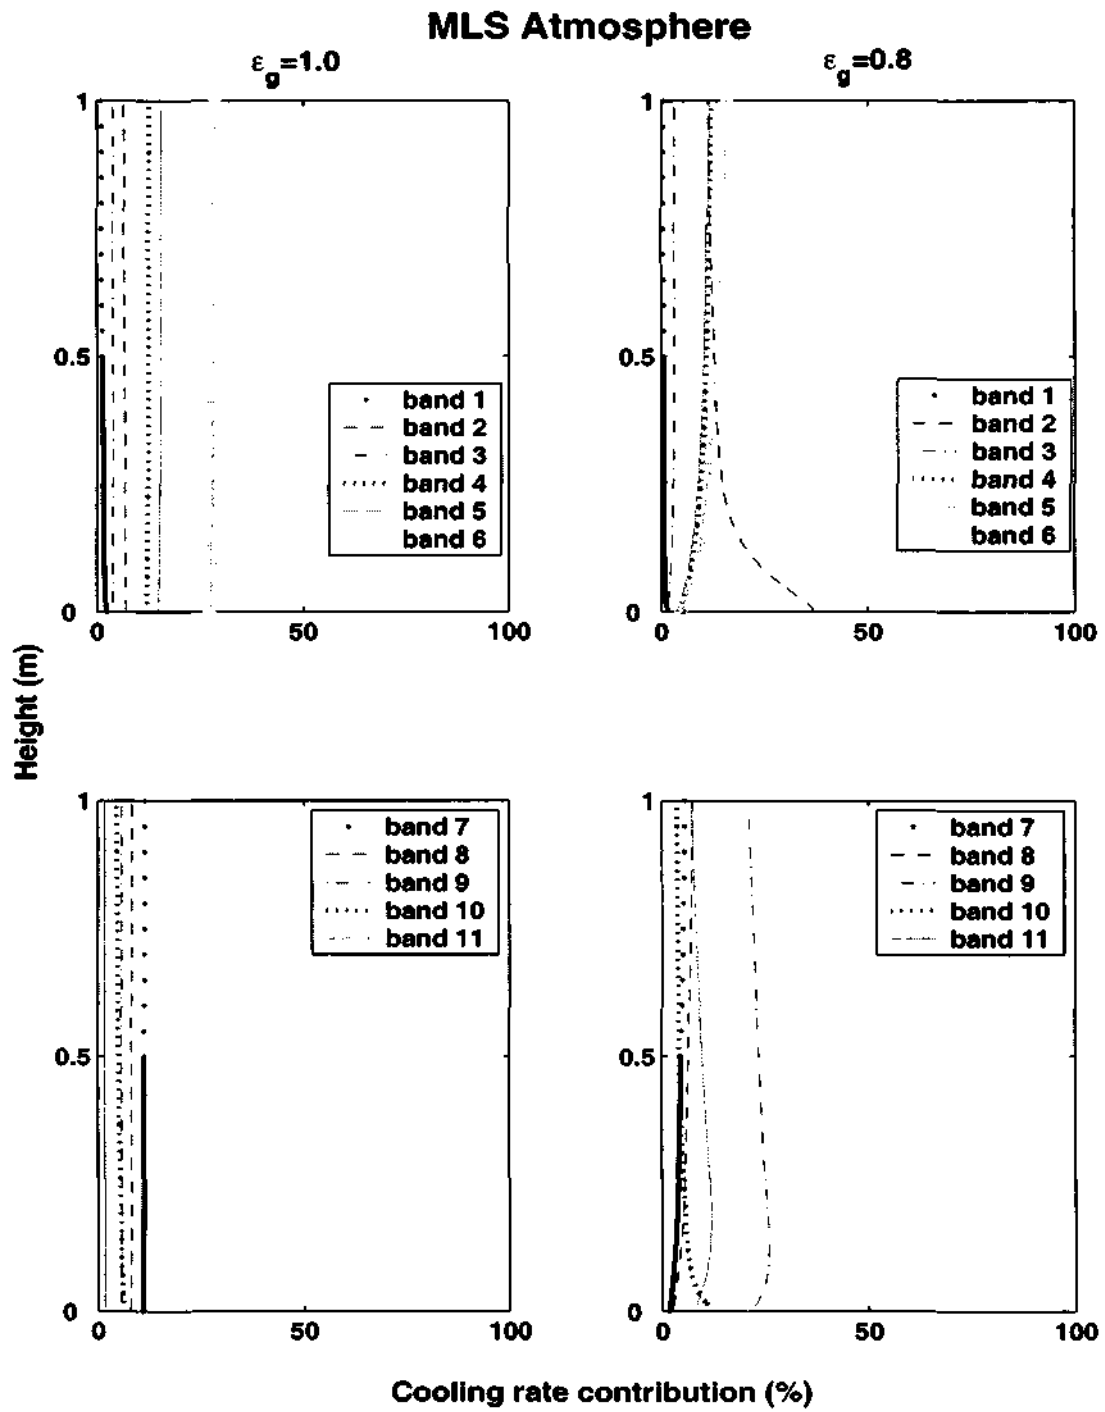 MLS Atmosphere
ε_g=1.0
ε_g=0.8
1
0.5
0
0
50
100
band 1
band 2
band 3
band 4
band 5
band 6
1
0.5
0
0
50
100
band 1
band 2
band 3
band 4
band 5
band 6
Height (m)
1
0.5
0
0
50
100
band 7
band 8
band 9
band 10
band 11
1
0.5
0
0
50
100
band 7
band 8
band 9
band 10
band 11
Cooling rate contribution (%)